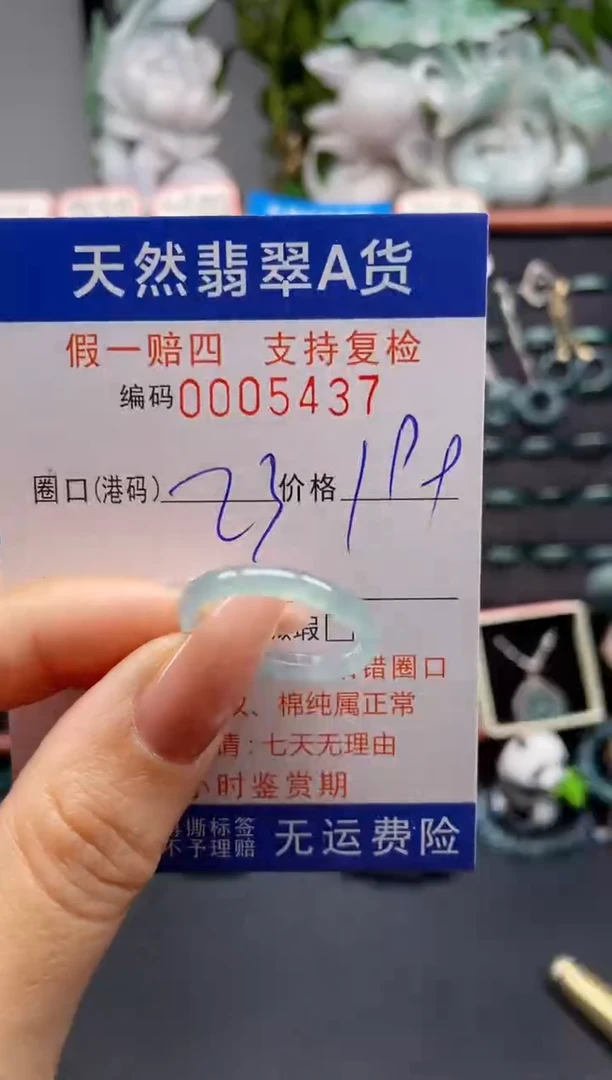 天然翡翠A货
假一赔四 支持复检
编码0005437
圈口(港码) 23 价格
瑕
错圈口
、棉纯属正常
请:七天无理由
小时鉴赏期
撕标签
不予理赔
无运费险